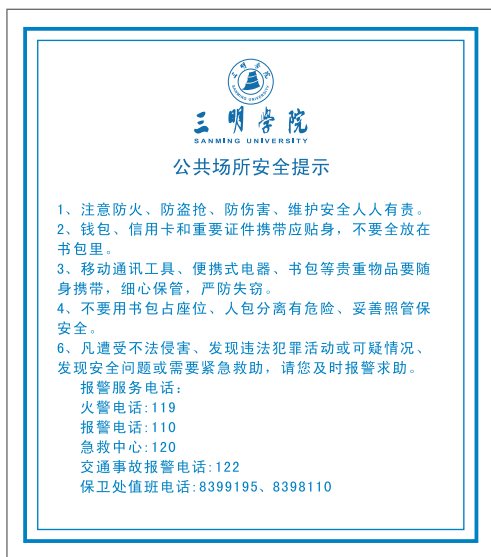 三明学院
SANMING UNIVERSITY
三明学院
SANMING UNIVERSITY
公共场所安全提示
1、注意防火、防盗抢、防伤害、维护安全人人有责。
2、钱包、信用卡和重要证件携带应贴身，不要全放在
书包里。
3、移动通讯工具、便携式电器、书包等贵重物品要随
身携带，细心保管，严防失窃。
4、不要用书包占座位、人包分离有危险、妥善照管保
安全。
6、凡遭受不法侵害、发现违法犯罪活动或可疑情况、
发现安全问题或需要紧急救助，请您及时报警求助。
报警服务电话：
火警电话:119
报警电话:110
急救中心:120
交通事故报警电话:122
保卫处值班电话:8399195、8398110